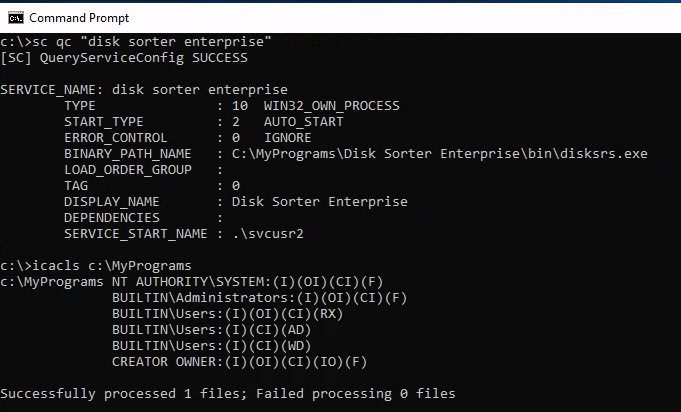 Command Prompt
c:\>sc qc "disk sorter enterprise"
[SC] QueryServiceConfig SUCCESS
SERVICE_NAME: disk sorter enterprise
        TYPE               : 10  WIN32_OWN_PROCESS
        START_TYPE         : 2   AUTO_START
        ERROR_CONTROL      : 0   IGNORE
        BINARY_PATH_NAME   : C:\MyPrograms\Disk Sorter Enterprise\bin\disksrs.exe
        LOAD_ORDER_GROUP   :
        TAG                : 0
        DISPLAY_NAME       : Disk Sorter Enterprise
        DEPENDENCIES       :
        SERVICE_START_NAME : .\svcusr2
c:\>icacls c:\MyPrograms
c:\MyPrograms NT AUTHORITY\SYSTEM:(I)(OI)(CI)(F)
              BUILTIN\Administrators:(I)(OI)(CI)(F)
              BUILTIN\Users:(I)(OI)(CI)(RX)
              BUILTIN\Users:(I)(CI)(AD)
              BUILTIN\Users:(I)(CI)(WD)
              CREATOR OWNER:(I)(OI)(CI)(IO)(F)
Successfully processed 1 files; Failed processing 0 files